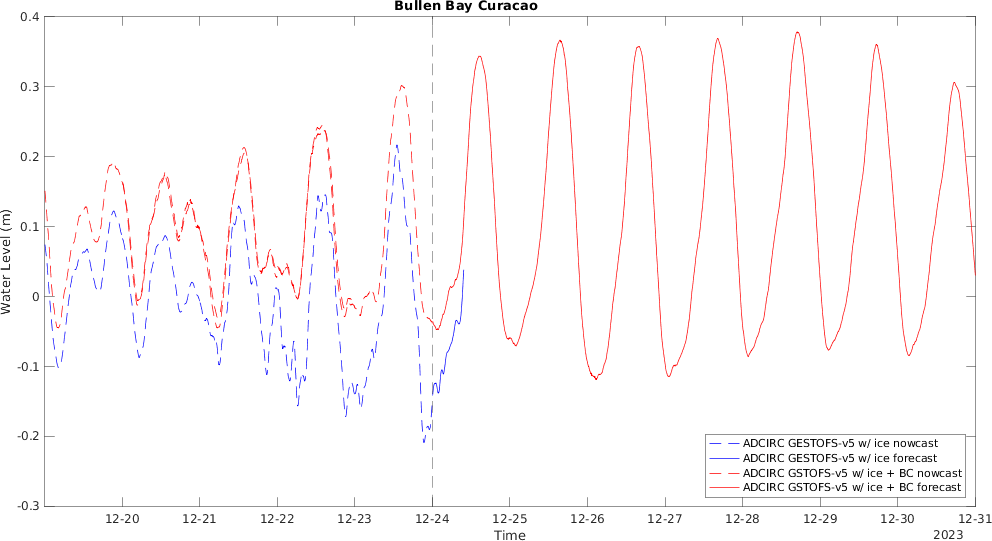 Bullen Bay Curacao
0.4
0.3
0.2
0.1
0
-0.1
-0.2
-0.3
Water Level (m)
12-20 12-21 12-22 12-23 12-24 12-25 12-26 12-27 12-28 12-29 12-30 12-31
Time
2023
ADCIRC GESTOFS-v5 w/ ice nowcast
ADCIRC GESTOFS-v5 w/ ice forecast
ADCIRC GSTOFS-v5 w/ ice + BC nowcast
ADCIRC GSTOFS-v5 w/ ice + BC forecast